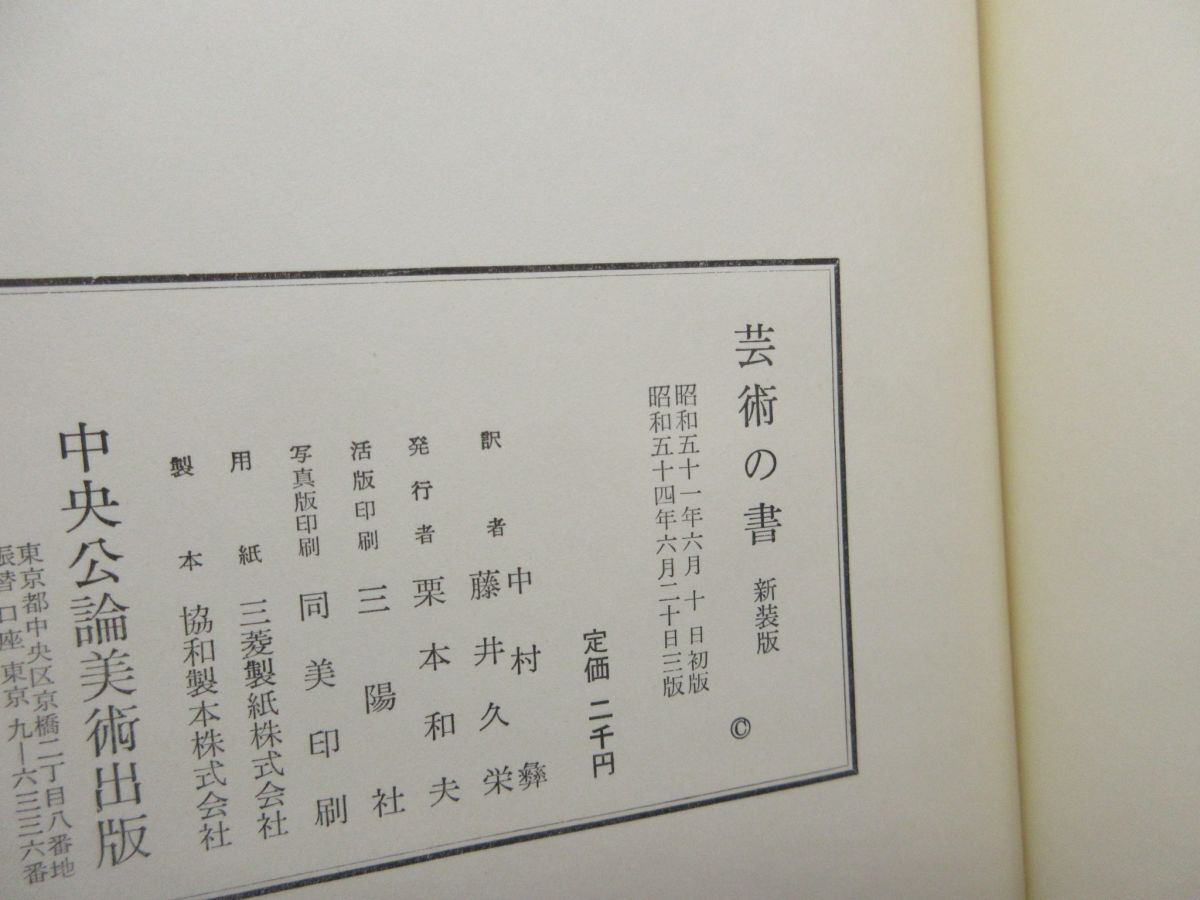 芸術の書 新装版 ©
昭和五十一年六月 十 日初版
昭和五十四年六月二十日三版
定価 二千円
訳者 中村 彝
藤井久栄
発行者 栗本和夫
活版印刷 三陽社
写真版印刷 同美印刷
用紙 三菱製紙株式会社
製本 協和製本株式会社
中央公論美術出版
東京都中央区京橋二丁目八番地
振替口座東京 九―六三三六番